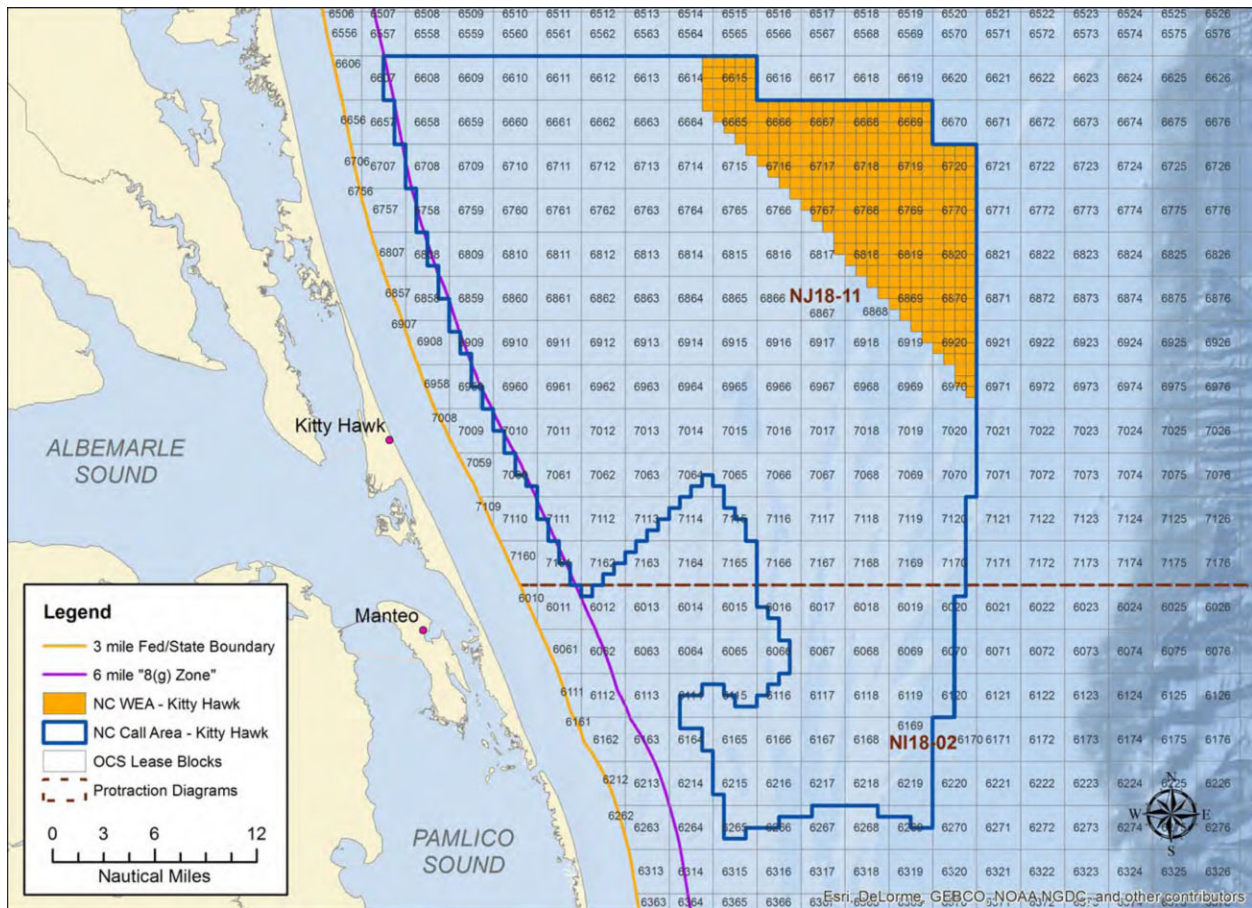 6506 6507 6508 6509 6510 6511 6512 6513 6514 6515 6516 6517 6518 6519 6520 6521 6522 6523 6524 6525 6526
6556 6557 6558 6559 6560 6561 6562 6563 6564 6565 6566 6567 6568 6569 6570 6571 6572 6573 6574 6575 6576
6606 6607 6608 6609 6610 6611 6612 6613 6614 6615 6616 6617 6618 6619 6620 6621 6622 6623 6624 6625 6626
6656 6657 6658 6659 6660 6661 6662 6663 6664 6665 6666 6667 6668 6669 6670 6671 6672 6673 6674 6675 6676
6706 6707 6708 6709 6710 6711 6712 6713 6714 6715 6716 6717 6718 6719 6720 6721 6722 6723 6724 6725 6726
6756 6757 6758 6759 6760 6761 6762 6763 6764 6765 6766 6767 6768 6769 6770 6771 6772 6773 6774 6775 6776
6807 6808 6809 6810 6811 6812 6813 6814 6815 6816 6817 6818 6819 6820 6821 6822 6823 6824 6825 6826
6857 6858 6859 6860 6861 6862 6863 6864 6865 6866 6867 6868 6869 6870 6871 6872 6873 6874 6875 6876
NJ18-11
6907 6908 6909 6910 6911 6912 6913 6914 6915 6916 6917 6918 6919 6920 6921 6922 6923 6924 6925 6926
6958 6959 6960 6961 6962 6963 6964 6965 6966 6967 6968 6969 6970 6971 6972 6973 6974 6975 6976
7008 7009 7010 7011 7012 7013 7014 7015 7016 7017 7018 7019 7020 7021 7022 7023 7024 7025 7026
Kitty Hawk
ALBEMARLE
SOUND
7059 7060 7061 7062 7063 7064 7065 7066 7067 7068 7069 7070 7071 7072 7073 7074 7075 7076
7109 7110 7111 7112 7113 7114 7115 7116 7117 7118 7119 7120 7121 7122 7123 7124 7125 7126
7160 7161 7162 7163 7164 7165 7166 7167 7168 7169 7170 7171 7172 7173 7174 7175 7176
6010 6011 6012 6013 6014 6015 6016 6017 6018 6019 6020 6021 6022 6023 6024 6025 6026
Manteo
6061 6062 6063 6064 6065 6066 6067 6068 6069 6070 6071 6072 6073 6074 6075 6076
6111 6112 6113 6114 6115 6116 6117 6118 6119 6120 6121 6122 6123 6124 6125 6126
6161 6162 6163 6164 6165 6166 6167 6168 6169 6170 6171 6172 6173 6174 6175 6176
NI18-02
6212 6213 6214 6215 6216 6217 6218 6219 6220 6221 6222 6223 6224 6225 6226
6262 6263 6264 6265 6266 6267 6268 6269 6270 6271 6272 6273 6274 6275 6276
6313 6314 6315 6316 6317 6318 6319 6320 6321 6322 6323 6324 6325 6326
6363 6364 6365 6366
PAMLICO
SOUND
Legend
3 mile Fed/State Boundary
6 mile "8(g) Zone"
NC WEA - Kitty Hawk
NC Call Area - Kitty Hawk
OCS Lease Blocks
Protraction Diagrams
0 3 6 12
Nautical Miles
N
W E
S
Esri, DeLorme, GEBCO, NOAA NGDC, and other contributors